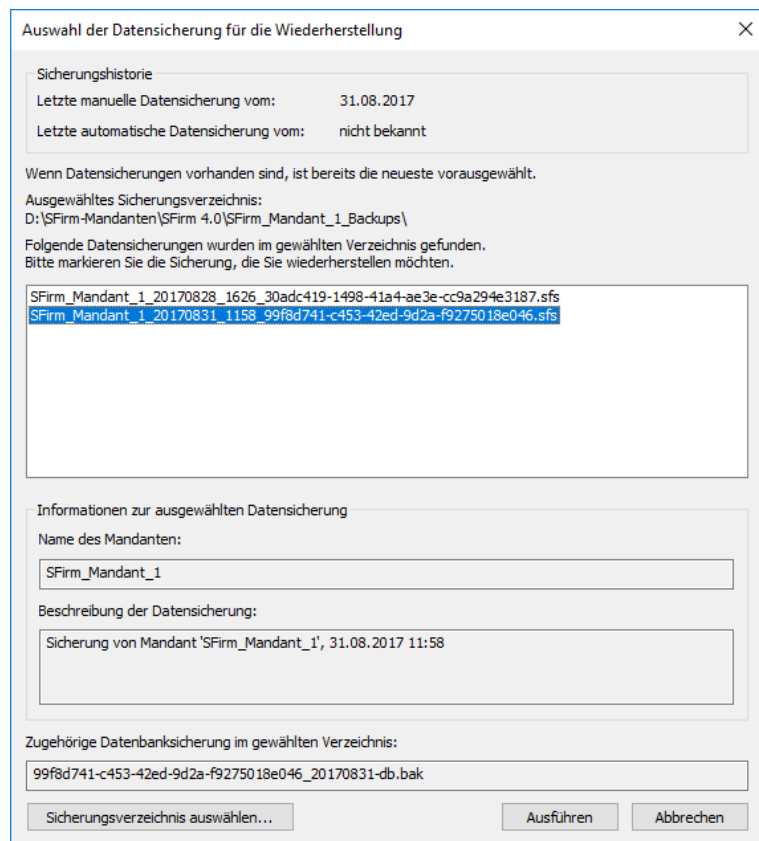 Auswahl der Datensicherung für die Wiederherstellung
Sicherungshistorie
Letzte manuelle Datensicherung vom: 31.08.2017
Letzte automatische Datensicherung vom: nicht bekannt
Wenn Datensicherungen vorhanden sind, ist bereits die neueste vorausgewählt.
Ausgewähltes Sicherungsverzeichnis:
D:\SFirm-Mandanten\SFirm 4.0\SFirm_Mandant_1_Backups\
Folgende Datensicherungen wurden im gewählten Verzeichnis gefunden.
Bitte markieren Sie die Sicherung, die Sie wiederherstellen möchten.
SFirm_Mandant_1_20170828_1626_30adc419-1498-41a4-ae3e-cc9a294e3187.sfs
SFirm_Mandant_1_20170831_1158_99f8d741-c453-42ed-9d2a-f9275018e046.sfs
Informationen zur ausgewählten Datensicherung
Name des Mandanten:
SFirm_Mandant_1
Beschreibung der Datensicherung:
Sicherung von Mandant 'SFirm_Mandant_1', 31.08.2017 11:58
Zugehörige Datenbanksicherung im gewählten Verzeichnis:
99f8d741-c453-42ed-9d2a-f9275018e046_20170831-db.bak
Sicherungsverzeichnis auswählen... Ausführen Abbrechen